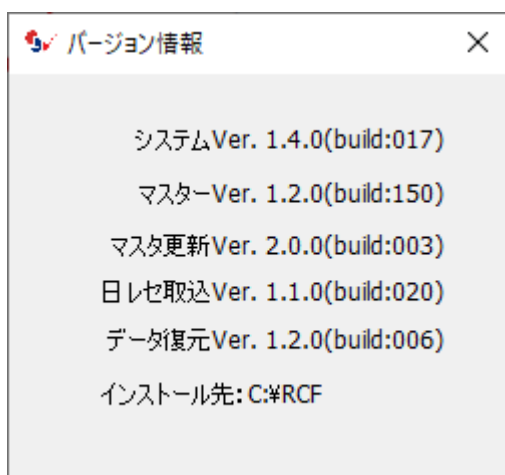 バージョン情報
システムVer. 1.4.0(build:017)
マスターVer. 1.2.0(build:150)
マスタ更新Ver. 2.0.0(build:003)
日レセ取込Ver. 1.1.0(build:020)
データ復元Ver. 1.2.0(build:006)
インストール先: C:¥RCF